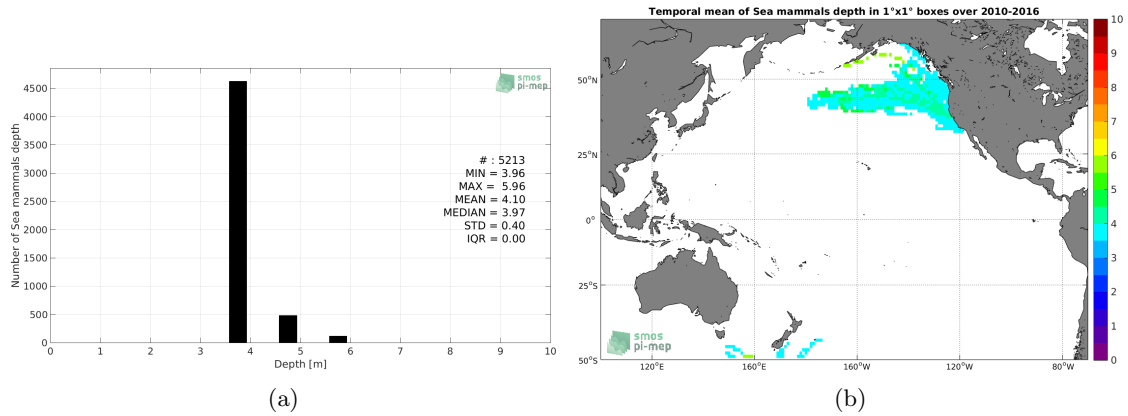 4500
4000
3500
3000
2500
2000
1500
1000
500
0
Number of Sea mammals depth
smos
pi-mep
# : 5213
MIN = 3.96
MAX = 5.96
MEAN = 4.10
MEDIAN = 3.97
STD = 0.40
IQR = 0.00
0 1 2 3 4 5 6 7 8 9 10
Depth [m]
(a)
Temporal mean of Sea mammals depth in 1°x1° boxes over 2010-2016
50°N
25°N
0°
25°S
50°S
smos
pi-mep
120°E 160°E 160°W 120°W 80°W
10
9
8
7
6
5
4
3
2
1
0
(b)